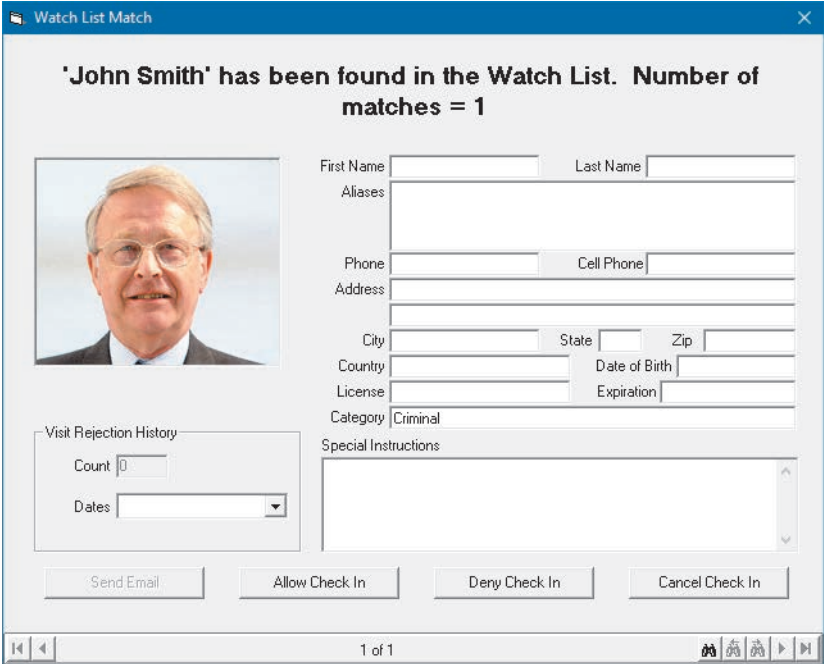 Watch List Match
'John Smith' has been found in the Watch List. Number of
matches = 1
First Name
Last Name
Aliases
Phone
Cell Phone
Address
City
State
Zip
Country
Date of Birth
License
Expiration
Category Criminal
Visit Rejection History
Count 0
Dates
Special Instructions
Send Email
Allow Check In
Deny Check In
Cancel Check In
1 of 1